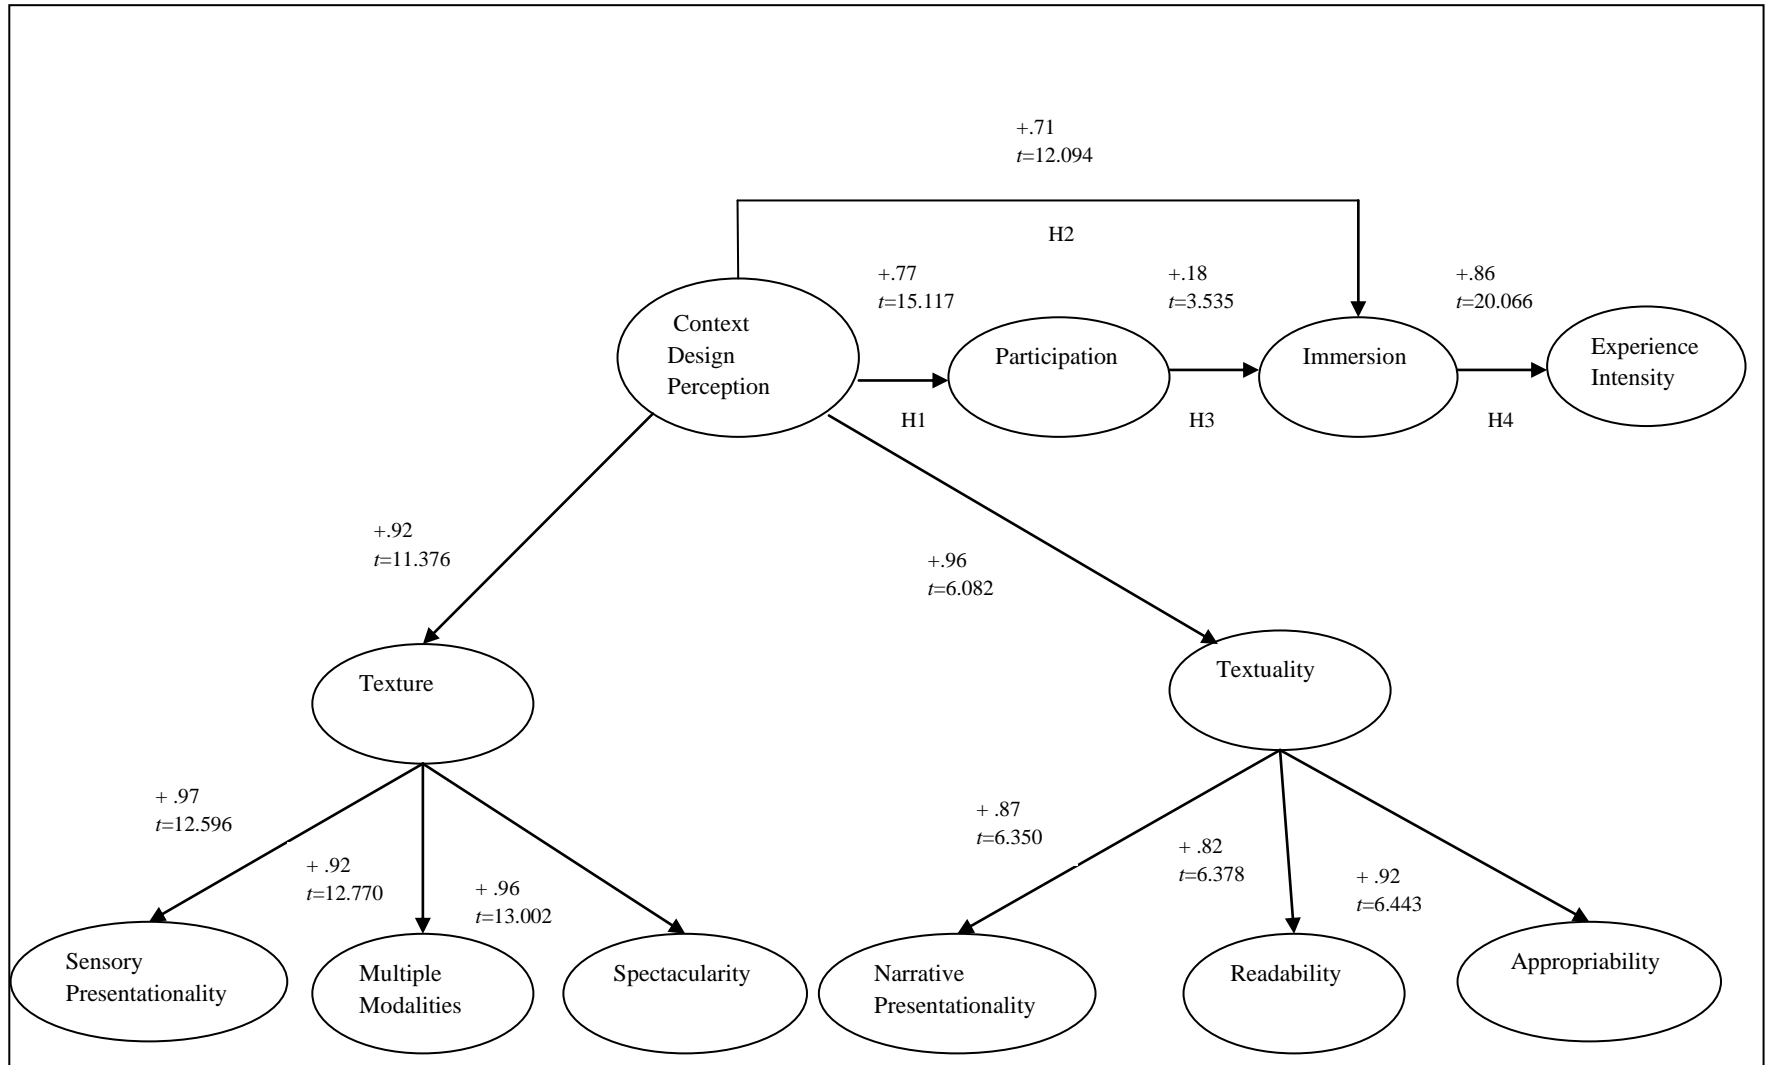 +.71
t=12.094
H2
+.77
t=15.117
+.18
t=3.535
+.86
t=20.066
Context
Design
Perception
Participation
Immersion
Experience
Intensity
H1
H3
H4
+.92
t=11.376
+.96
t=6.082
Texture
Textuality
+ .97
t=12.596
+ .92
t=12.770
+ .96
t=13.002
+ .87
t=6.350
+ .82
t=6.378
+ .92
t=6.443
Sensory
Presentationality
Multiple
Modalities
Spectacularity
Narrative
Presentationality
Readability
Appropriability